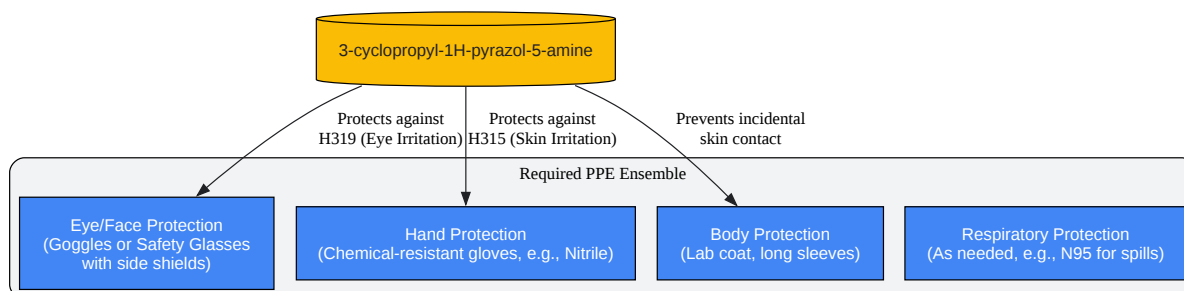 3-cyclopropyl-1H-pyrazol-5-amine
Protects against
H319 (Eye Irritation)
Protects against
H315 (Skin Irritation)
Prevents incidental
skin contact
Required PPE Ensemble
Eye/Face Protection
(Goggles or Safety Glasses
with side shields)
Hand Protection
(Chemical-resistant gloves, e.g., Nitrile)
Body Protection
(Lab coat, long sleeves)
Respiratory Protection
(As needed, e.g., N95 for spills)